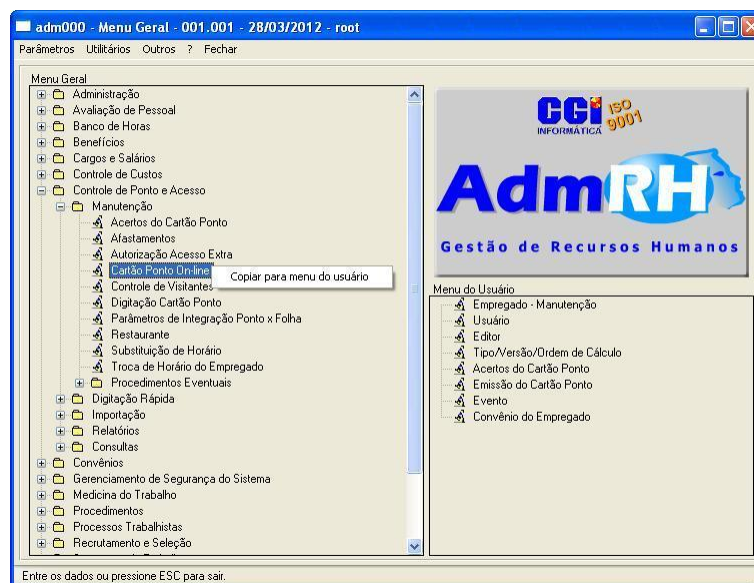 adm000 - Menu Geral - 001.001 - 28/03/2012 - root
Parâmetros Utilitários Outros ? Fechar
Menu Geral
Administração
Avaliação de Pessoal
Banco de Horas
Benefícios
Cargos e Salários
Controle de Custos
Controle de Ponto e Acesso
Manutenção
Acertos do Cartão Ponto
Afastamentos
Autorização Acesso Extra
Cartão Ponto On-line
Copiar para menu do usuário
Controle de Visitantes
Digitação Cartão Ponto
Parâmetros de Integração Ponto x Folha
Restaurante
Substituição de Horário
Troca de Horário do Empregado
Procedimentos Eventuais
Digitação Rápida
Importação
Relatórios
Consultas
Convênios
Gerenciamento de Segurança do Sistema
Medicina do Trabalho
Procedimentos
Processos Trabalhistas
Recrutamento e Seleção
CGI ISO
INFORMÁTICA 9001
AdmRH
Gestão de Recursos Humanos
Menu do Usuário
Empregado - Manutenção
Usuário
Editor
Tipo/Versão/Ordem de Cálculo
Acertos do Cartão Ponto
Emissão do Cartão Ponto
Evento
Convênio do Empregado
Entre os dados ou pressione ESC para sair.